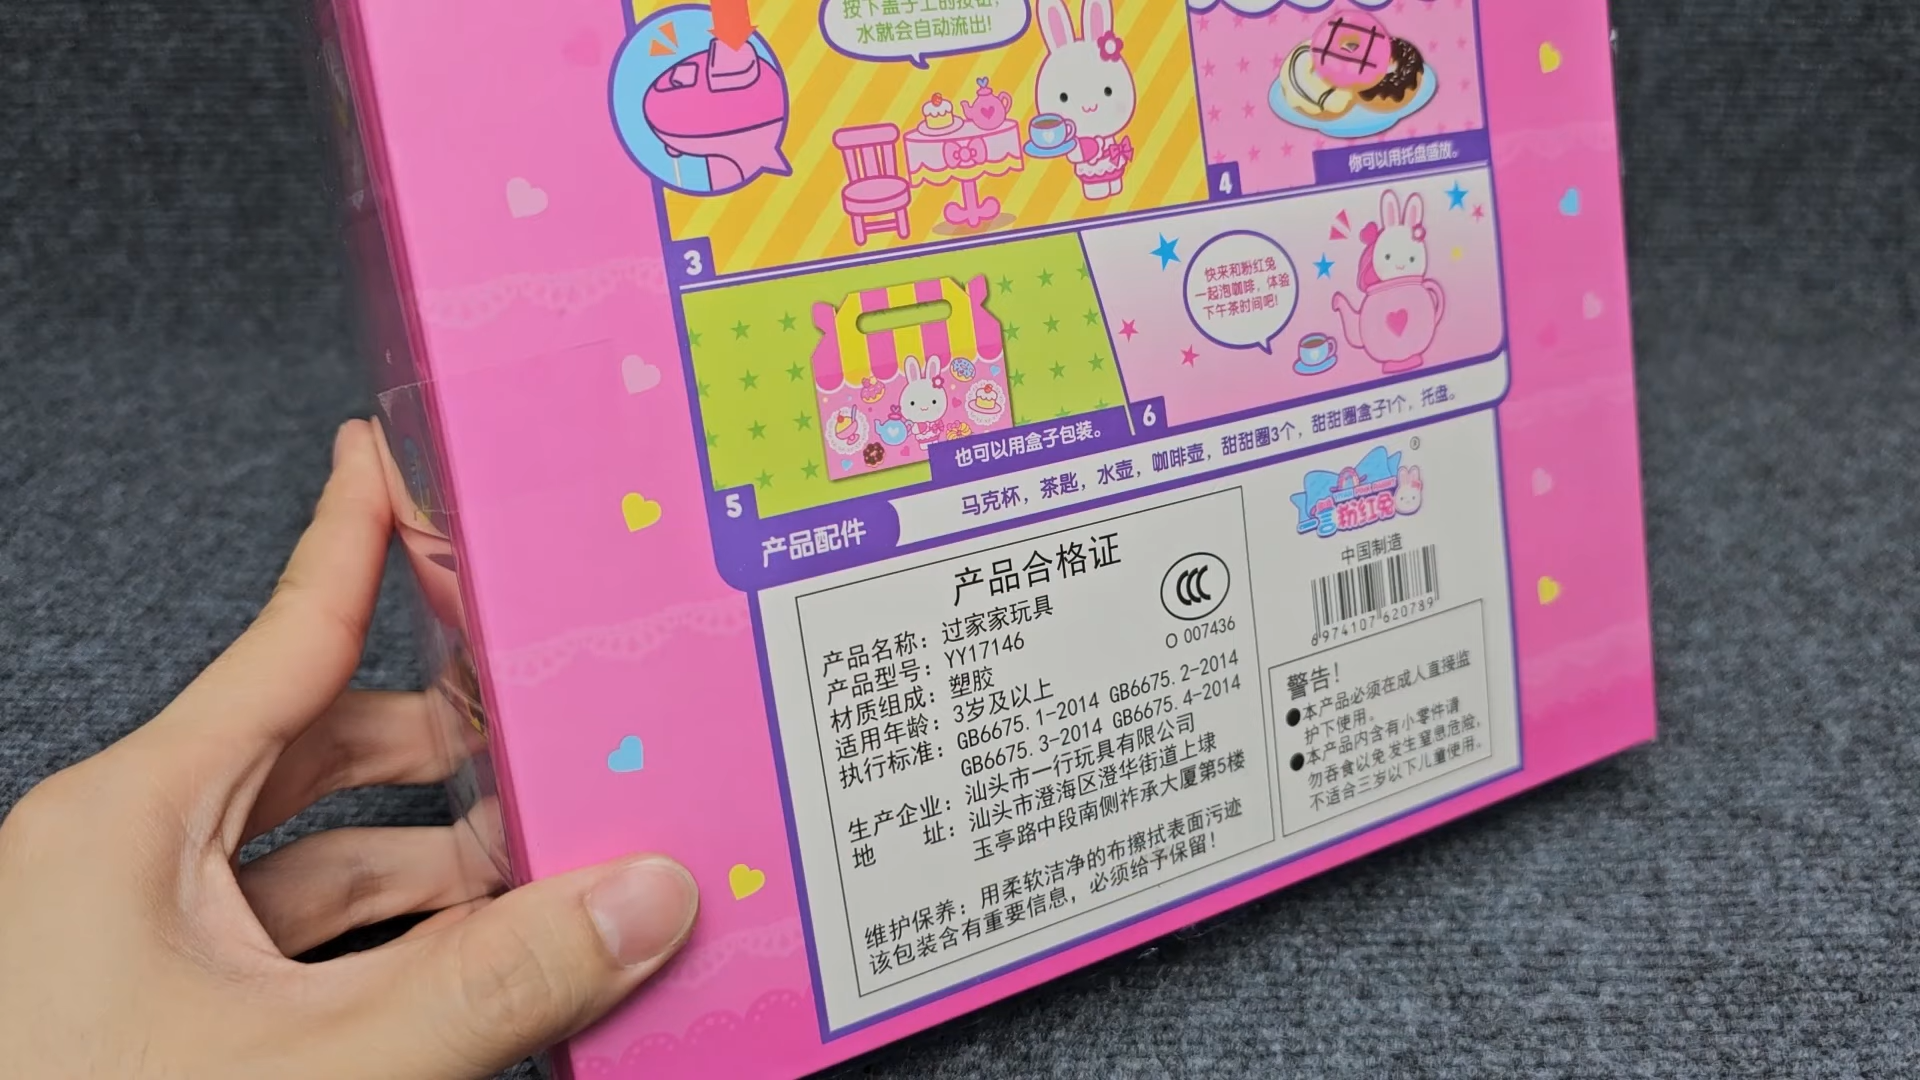 按下盖子上的按钮,
水就会自动流出!
3
你可以用托盘盛放。
4
也可以用盒子包装。
5
快来和粉红兔
一起泡咖啡,体验
下午茶时间吧!
6
产品配件
马克杯,茶匙,水壶,咖啡壶,甜甜圈3个,甜甜圈盒子1个,托盘。
产品合格证
产品名称:过家家玩具
产品型号:YY17146
材质组成:塑胶
适用年龄:3岁及以上
执行标准:GB6675.1-2014 GB6675.2-2014
GB6675.3-2014 GB6675.4-2014
生产企业:汕头市一行玩具有限公司
地址:汕头市澄海区澄华街道上埭
玉亭路中段南侧祚承大厦第5楼
维护保养:用柔软洁净的布擦拭表面污迹
该包装含有重要信息,必须给予保留!
CCC
O 007436
一言粉红兔®
中国制造
6974107 620789
警告!
●本产品必须在成人直接监
护下使用。
●本产品内含有小零件请
勿吞食以免发生窒息危险,
不适合三岁以下儿童使用。